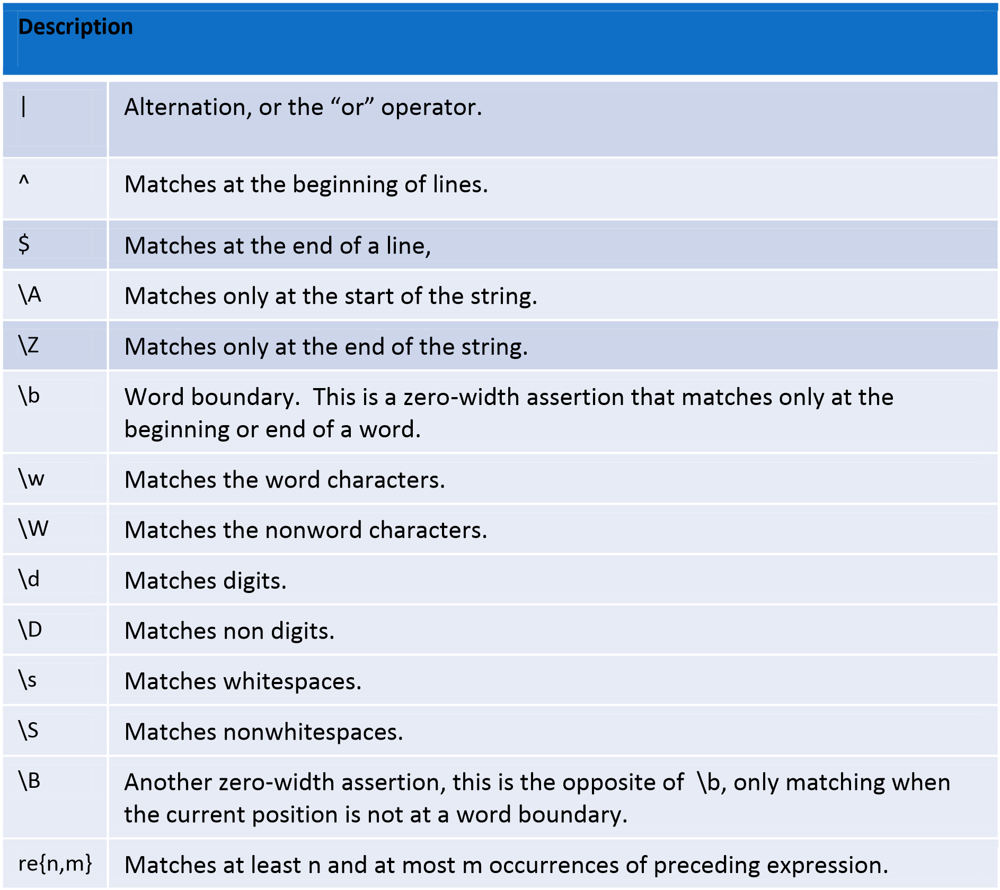 Description
| Alternation, or the “or” operator.
^ Matches at the beginning of lines.
$ Matches at the end of a line,
\A Matches only at the start of the string.
\Z Matches only at the end of the string.
\b Word boundary.  This is a zero-width assertion that matches only at the
beginning or end of a word.
\w Matches the word characters.
\W Matches the nonword characters.
\d Matches digits.
\D Matches non digits.
\s Matches whitespaces.
\S Matches nonwhitespaces.
\B Another zero-width assertion, this is the opposite of  \b, only matching when
the current position is not at a word boundary.
re{n,m} Matches at least n and at most m occurrences of preceding expression.